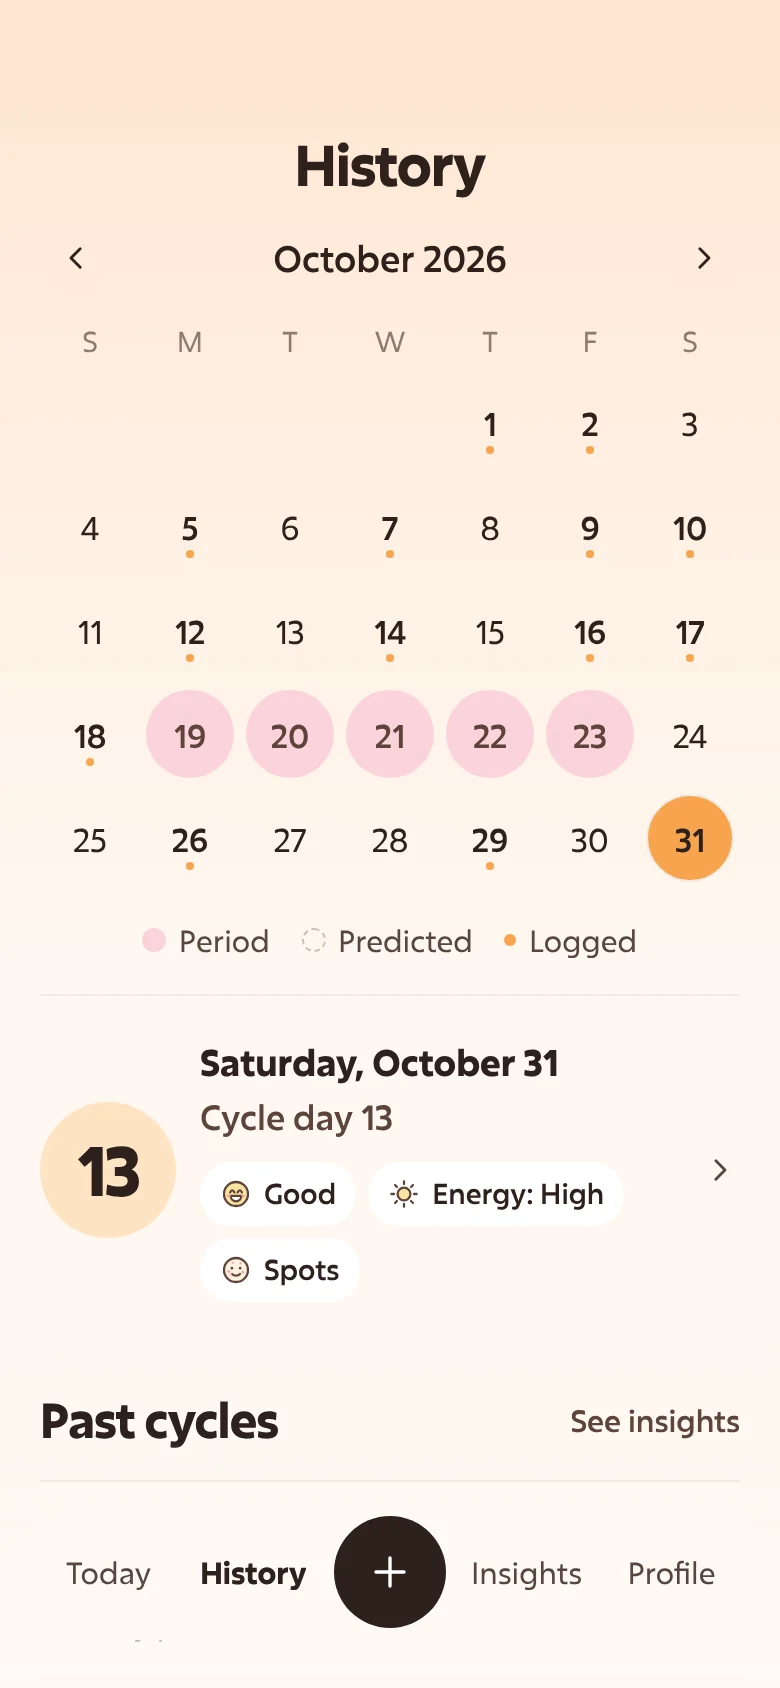 History
October 2026
S M T W T F S
1 2 3
4 5 6 7 8 9 10
11 12 13 14 15 16 17
18 19 20 21 22 23 24
25 26 27 28 29 30 31
Period Predicted Logged
Saturday, October 31
Cycle day 13
13
Good Energy: High
Spots
Past cycles See insights
Today History + Insights Profile